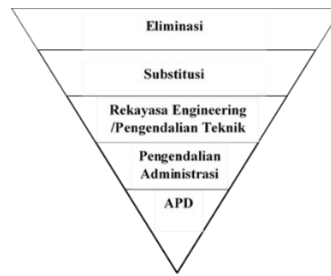 Eliminasi
Substitusi
Rekayasa Engineering
/Pengendalian Teknik
Pengendalian
Administrasi
APD